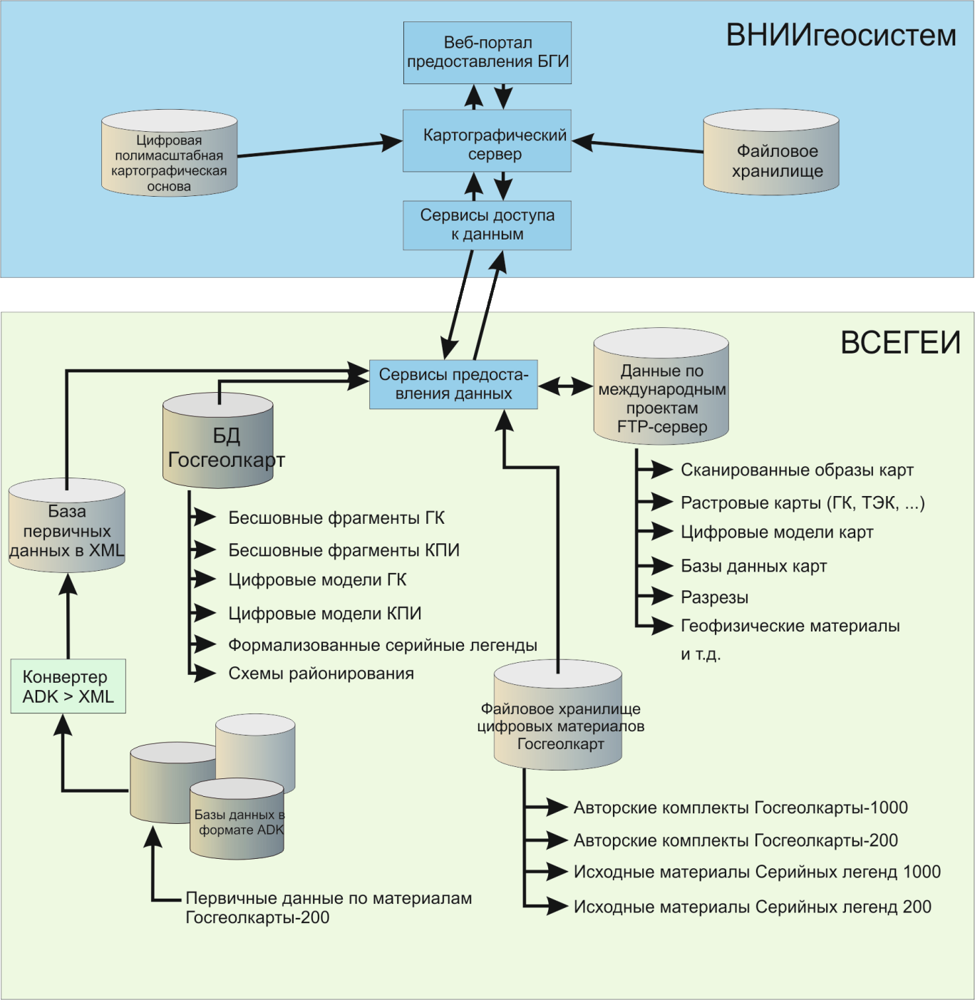 ВНИИгеосистем
Веб-портал
предоставления БГИ
Цифровая
полимасштабная
картографическая
основа
Картографический
сервер
Файловое
хранилище
Сервисы доступа
к данным
ВСЕГЕИ
Сервисы предоста-
вления данных
Данные по
международным
проектам
FTP-сервер
БД
Госгеолкарт
База
первичных
данных в XML
Сканированные образы карт
Растровые карты (ГК, ТЭК, ...)
Цифровые модели карт
Базы данных карт
Разрезы
Геофизические материалы
и т.д.
Бесшовные фрагменты ГК
Бесшовные фрагменты КПИ
Цифровые модели ГК
Цифровые модели КПИ
Формализованные серийные легенды
Схемы районирования
Конвертер
ADK > XML
Файловое хранилище
цифровых материалов
Госгеолкарт
Базы данных в
формате ADK
Авторские комплекты Госгеолкарты-1000
Авторские комплекты Госгеолкарты-200
Исходные материалы Серийных легенд 1000
Исходные материалы Серийных легенд 200
Первичные данные по материалам
Госгеолкарты-200